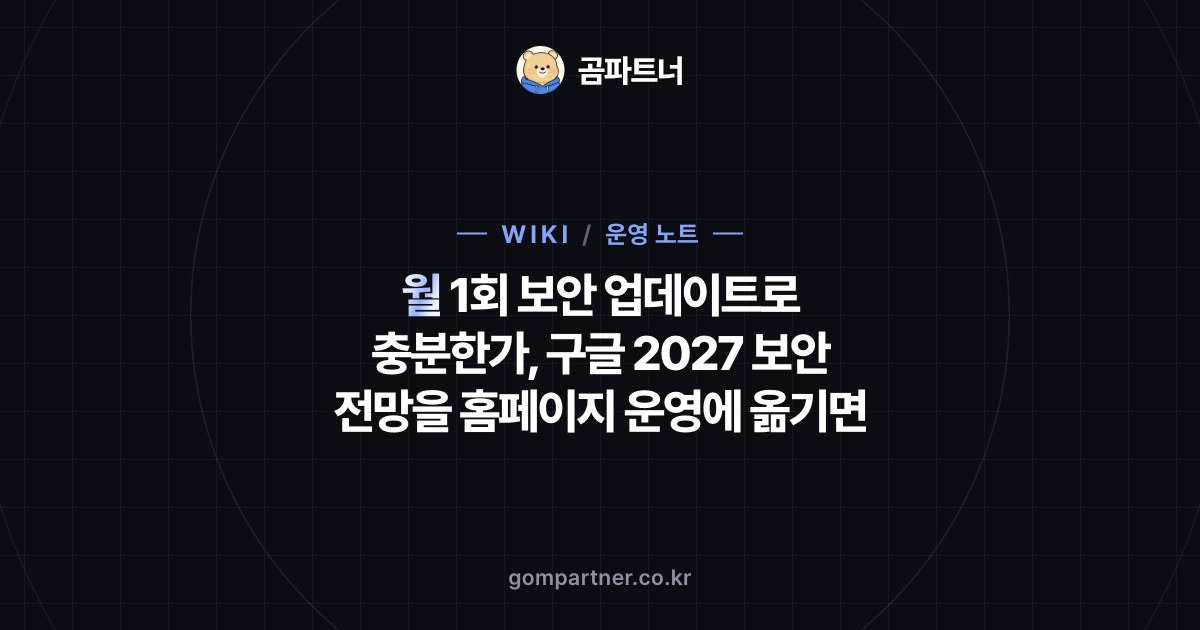 곰파트너
WIKI / 운영 노트
월 1회 보안 업데이트로
충분한가, 구글 2027 보안
전망을 홈페이지 운영에 옮기면
gompartner.co.kr